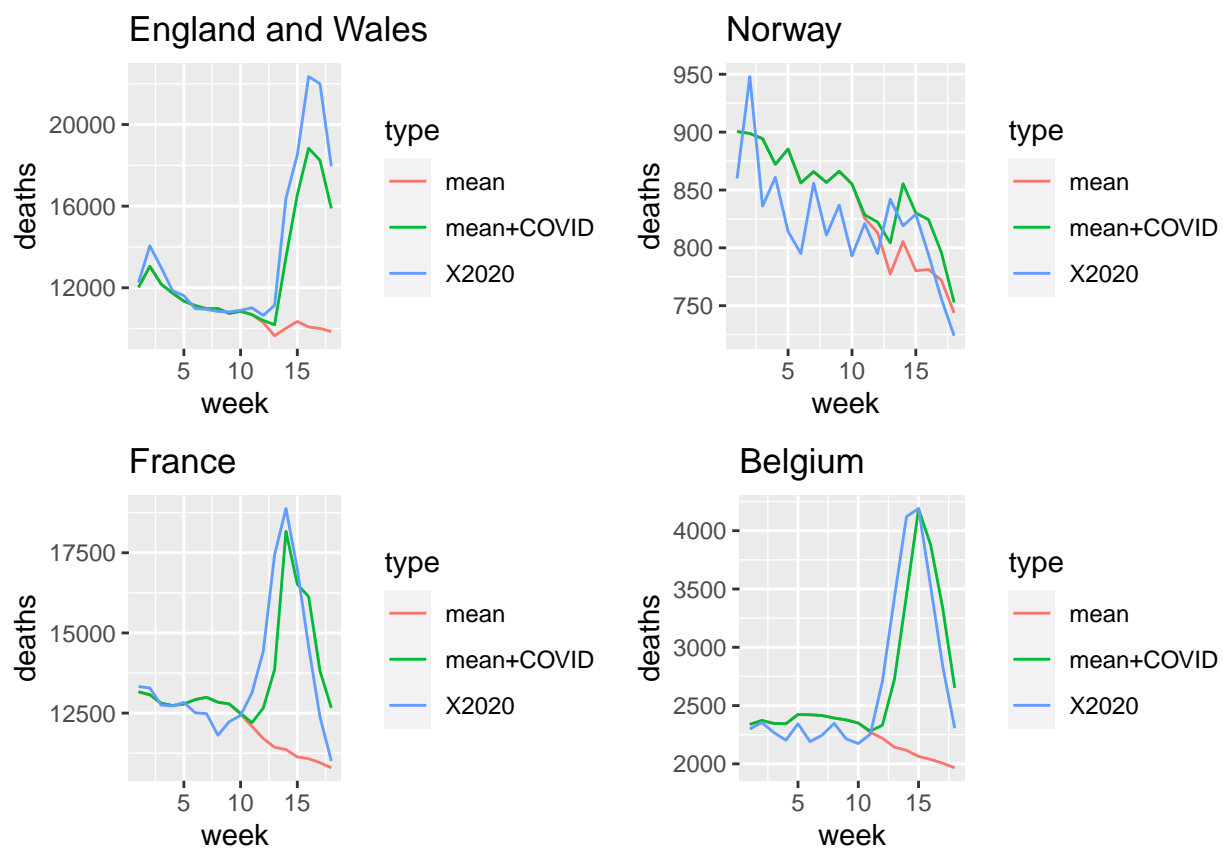 England and Wales
deaths
20000
16000
12000
5 10 15
week
type
mean
mean+COVID
X2020
Norway
deaths
950
900
850
800
750
5 10 15
week
type
mean
mean+COVID
X2020
France
deaths
17500
15000
12500
5 10 15
week
type
mean
mean+COVID
X2020
Belgium
deaths
4000
3500
3000
2500
2000
5 10 15
week
type
mean
mean+COVID
X2020